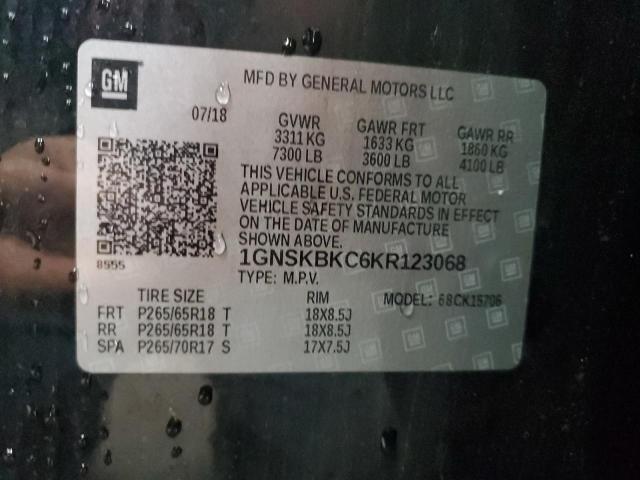 GM
MFD BY GENERAL MOTORS LLC
07/18
GVWR
3311 KG
7300 LB
GAWR FRT
1633 KG
3600 LB
GAWR RR
1860 KG
4100 LB
THIS VEHICLE CONFORMS TO ALL
APPLICABLE U.S. FEDERAL MOTOR
VEHICLE SAFETY STANDARDS IN EFFECT
ON THE DATE OF MANUFACTURE
SHOWN ABOVE.
8555
1GNSKBKC6KR123068
TYPE: M.P.V.
TIRE SIZE RIM MODEL: 68CK15706
FRT P265/65R18 T 18X8.5J
RR P265/65R18 T 18X8.5J
SPA P265/70R17 S 17X7.5J